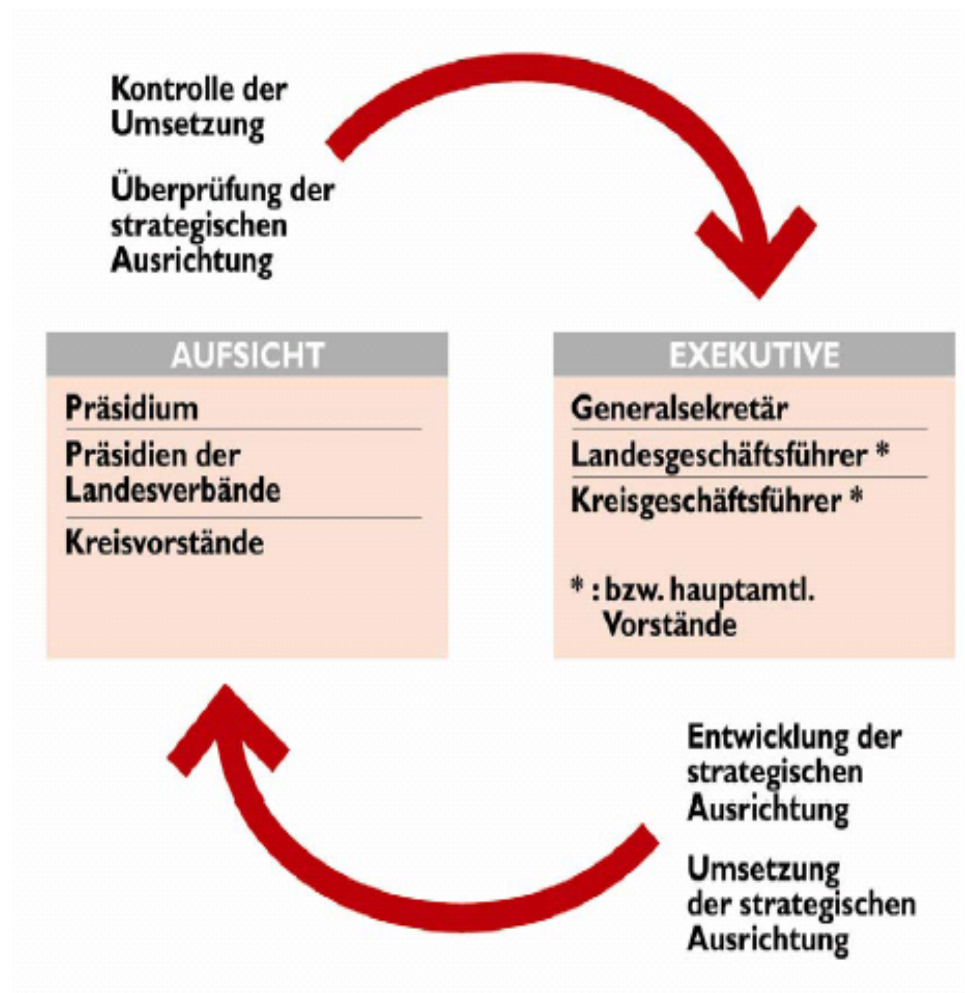 Kontrolle der
Umsetzung
Überprüfung der
strategischen
Ausrichtung
AUFSICHT
Präsidium
Präsidien der
Landesverbände
Kreisvorstände
EXEKUTIVE
Generalsekretär
Landesgeschäftsführer *
Kreisgeschäftsführer *
* : bzw. hauptamtl.
Vorstände
Entwicklung der
strategischen
Ausrichtung
Umsetzung
der strategischen
Ausrichtung